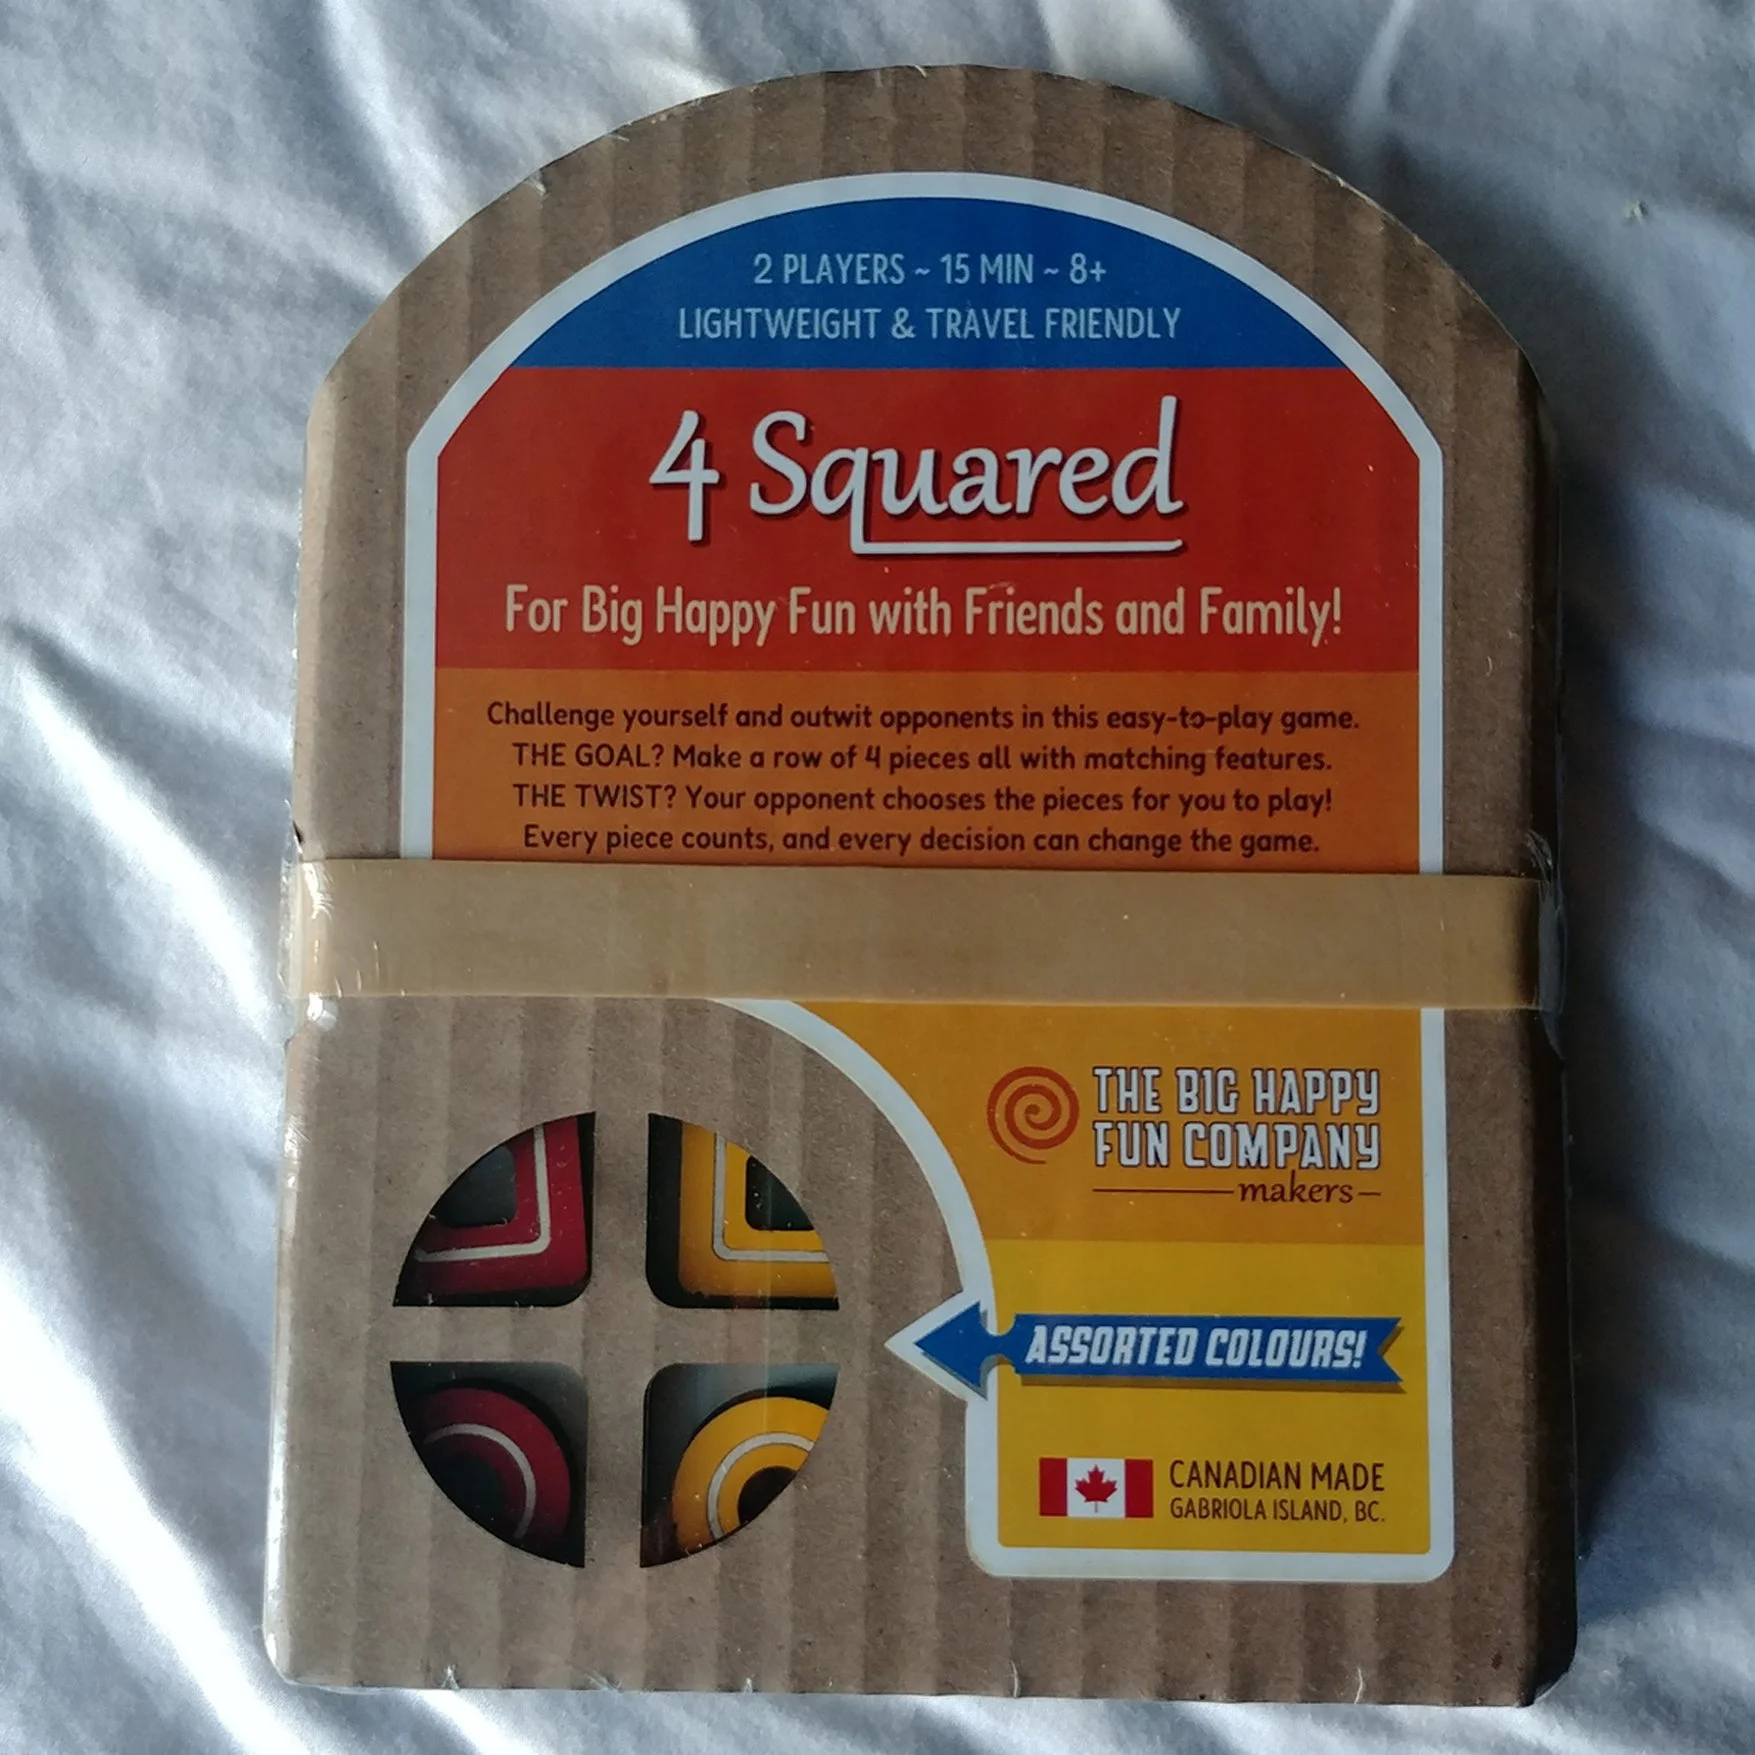 2 PLAYERS ~ 15 MIN ~ 8+
LIGHTWEIGHT & TRAVEL FRIENDLY
4 Squared
For Big Happy Fun with Friends and Family!
Challenge yourself and outwit opponents in this easy-to-play game.
THE GOAL? Make a row of 4 pieces all with matching features.
THE TWIST? Your opponent chooses the pieces for you to play!
Every piece counts, and every decision can change the game.
THE BIG HAPPY
FUN COMPANY
makers
ASSORTED COLOURS!
CANADIAN MADE
GABRIOLA ISLAND, BC.